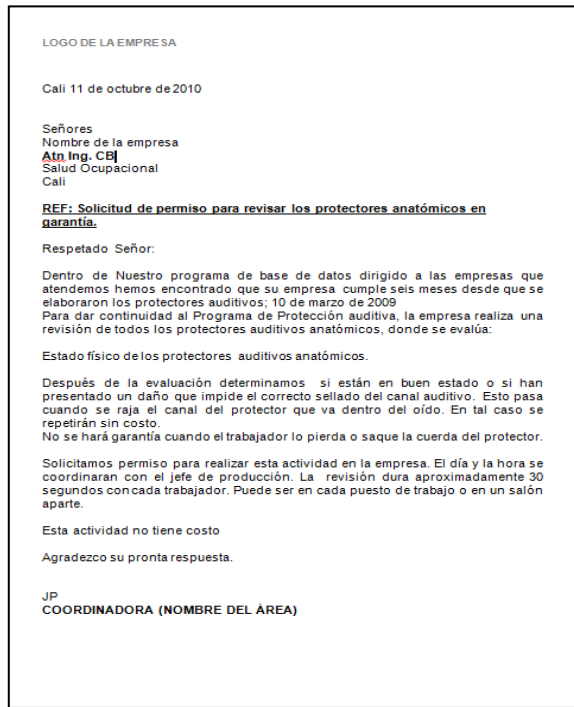 LOGO DE LA EMPRESA
Cali 11 de octubre de 2010
Señores
Nombre de la empresa
Atn Ing. CB
Salud Ocupacional
Cali
REF: Solicitud de permiso para revisar los protectores anatómicos en
garantía.
Respetado Señor:
Dentro de Nuestro programa de base de datos dirigido a las empresas que
atendemos hemos encontrado que su empresa cumple seis meses desde que se
elaboraron los protectores auditivos; 10 de marzo de 2009
Para dar continuidad al Programa de Protección auditiva, la empresa realiza una
revisión de todos los protectores auditivos anatómicos, donde se evalúa:
Estado físico de los protectores auditivos anatómicos.
Después de la evaluación determinamos si están en buen estado o si han
presentado un daño que impide el correcto sellado del canal auditivo. Esto pasa
cuando se raja el canal del protector que va dentro del oído. En tal caso se
repetirán sin costo.
No se hará garantía cuando el trabajador lo pierda o saque la cuerda del protector.
Solicitamos permiso para realizar esta actividad en la empresa. El día y la hora se
coordinaran con el jefe de producción. La revisión dura aproximadamente 30
segundos con cada trabajador. Puede ser en cada puesto de trabajo o en un salón
aparte.
Esta actividad no tiene costo
Agradezco su pronta respuesta.
JP
COORDINADORA (NOMBRE DEL ÀREA)